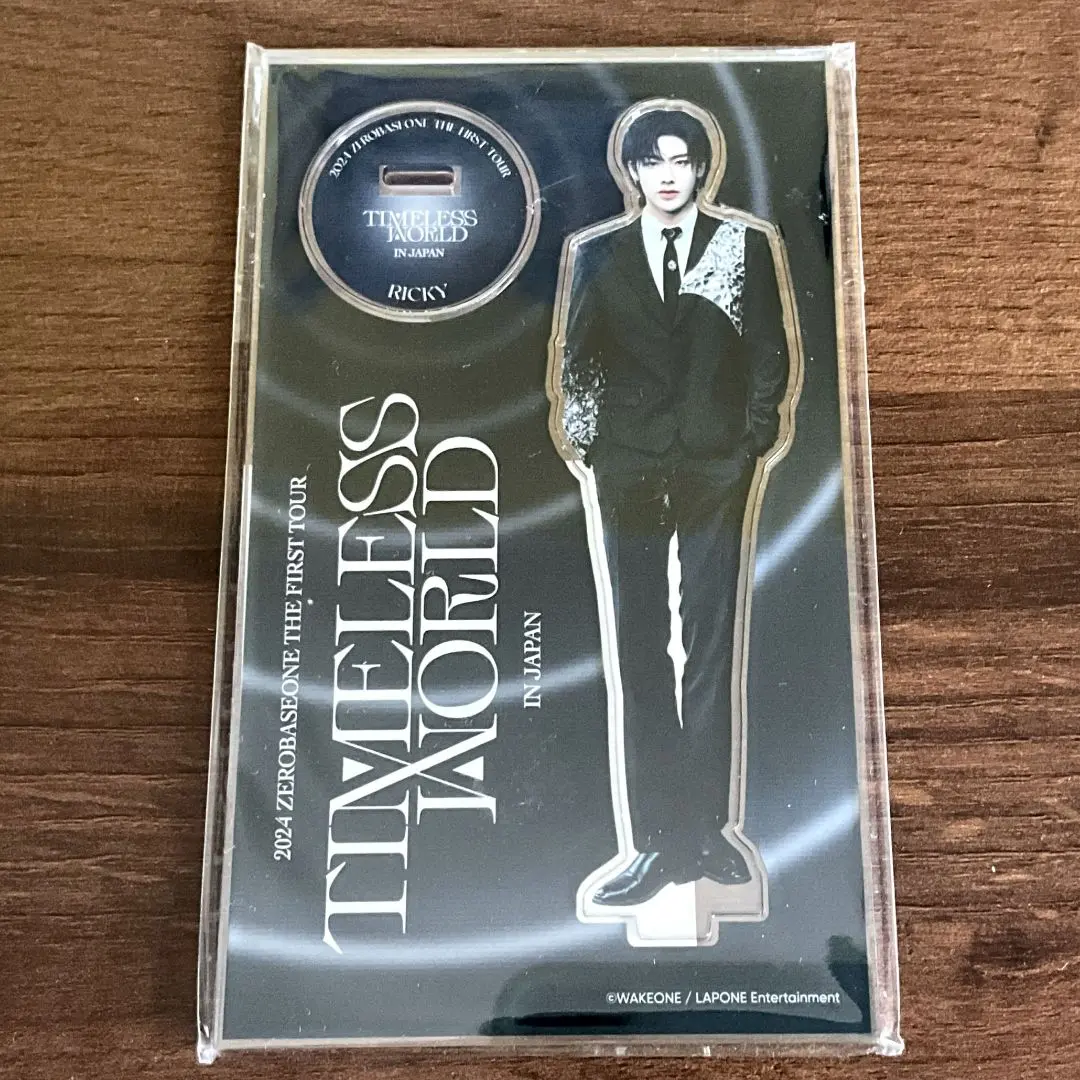 2024 ZEROBASEONE THE FIRST TOUR
TIMELESS
WORLD
IN JAPAN
RICKY
2024 ZEROBASEONE THE FIRST TOUR
TIMELESS
WORLD
IN JAPAN
©WAKEONE / LAPONE Entertainment